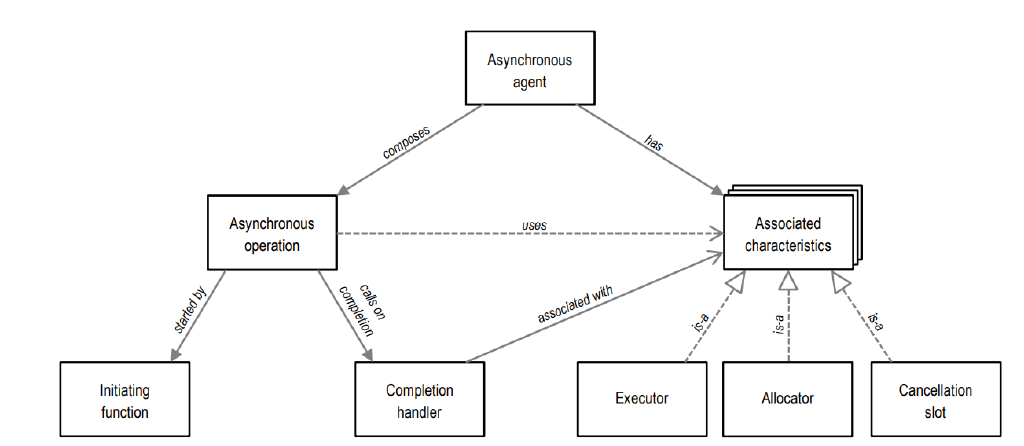 Asynchronous
agent
composes
has
Asynchronous
operation
uses
Associated
characteristics
started by
calls on
completion
associated with
is-a
is-a
is-a
Initiating
function
Completion
handler
Executor
Allocator
Cancellation
slot